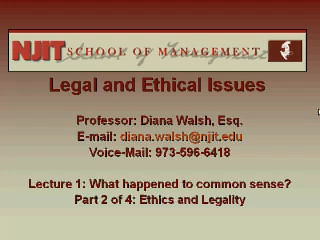 NJIT SCHOOL OF MANAGEMENT
Legal and Ethical Issues
Professor: Diana Walsh, Esq.
E-mail: diana.walsh@njit.edu
Voice-Mail: 973-596-6418
Lecture 1: What happened to common sense?
Part 2 of 4: Ethics and Legality